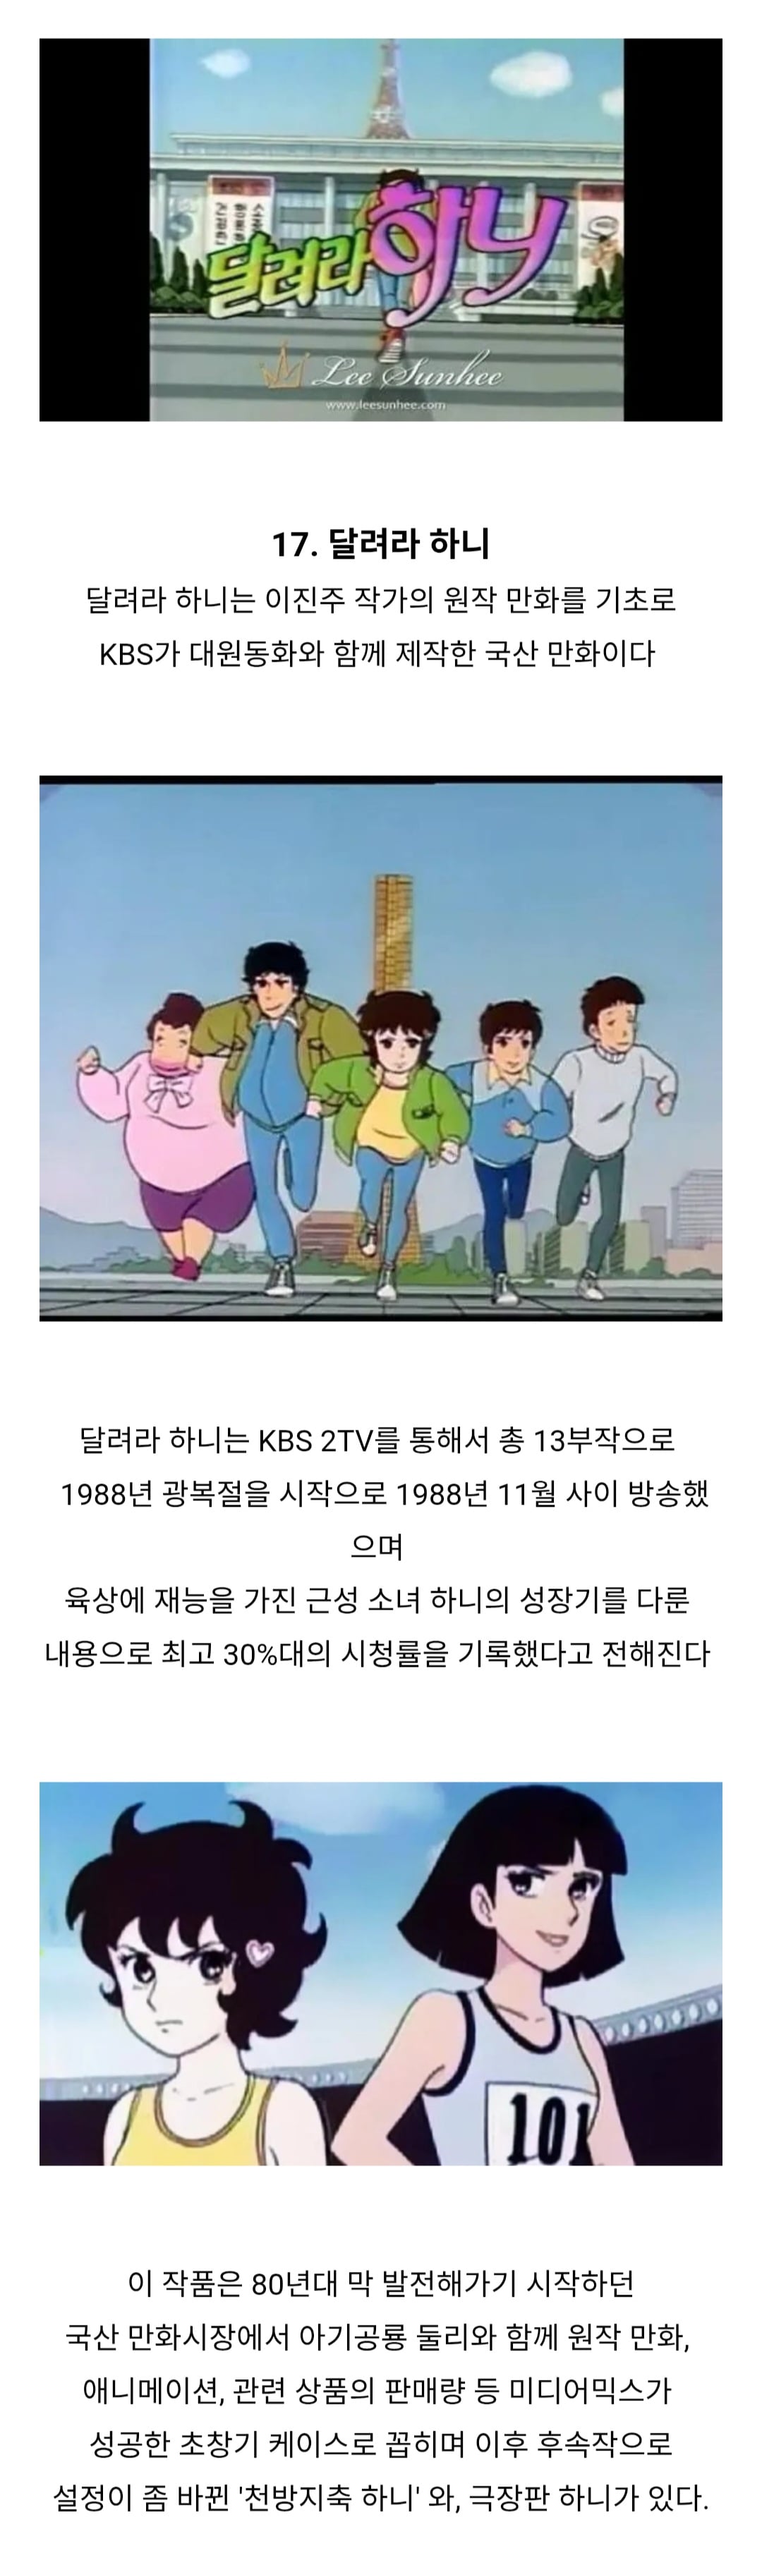 달려라 하니
Lee Sunhee
www.leesunhee.com
17. 달려라 하니
달려라 하니는 이진주 작가의 원작 만화를 기초로
KBS가 대원동화와 함께 제작한 국산 만화이다
달려라 하니는 KBS 2TV를 통해서 총 13부작으로
1988년 광복절을 시작으로 1988년 11월 사이 방송했
으며
육상에 재능을 가진 근성 소녀 하니의 성장기를 다룬
내용으로 최고 30%대의 시청률을 기록했다고 전해진다
101
이 작품은 80년대 막 발전해가기 시작하던
국산 만화시장에서 아기공룡 둘리와 함께 원작 만화,
애니메이션, 관련 상품의 판매량 등 미디어믹스가
성공한 초창기 케이스로 꼽히며 이후 후속작으로
설정이 좀 바뀐 '천방지축 하니' 와, 극장판 하니가 있다.